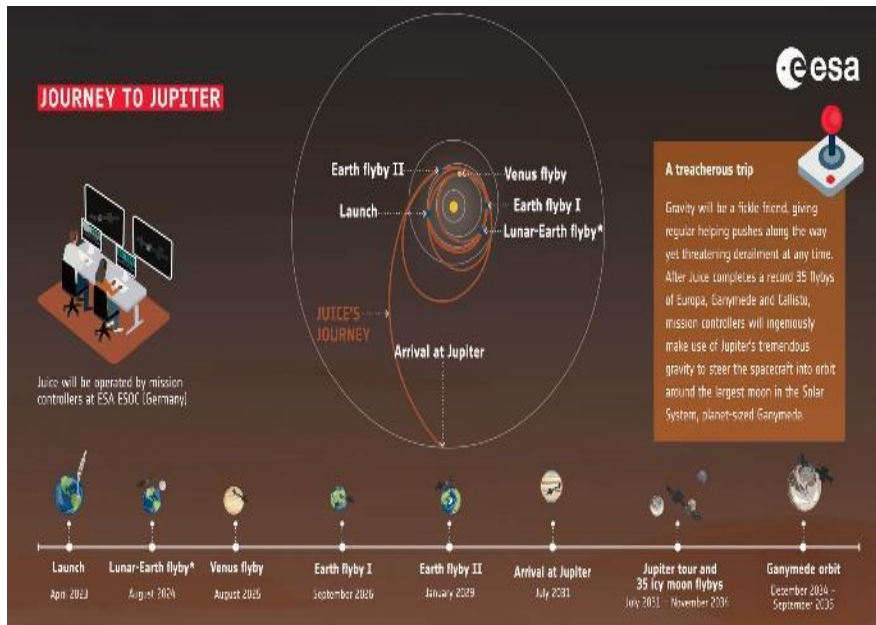 esa
JOURNEY TO JUPITER
Earth flyby II
Venus flyby
Launch
Earth flyby I
Lunar-Earth flyby*
JUICE'S
JOURNEY
Arrival at Jupiter
Juice will be operated by mission
controllers at ESA ESOC (Germany)
A treacherous trip
Gravity will be a fickle friend, giving
regular helping pushes along the way
yet threatening derailment at any time.
After Juice completes a record 35 flybys
of Europa, Ganymede and Callisto,
mission controllers will ingeniously
make use of Jupiter's tremendous
gravity to steer the spacecraft into orbit
around the largest moon in the Solar
System, planet-sized Ganymede.
Launch
April 2023
Lunar-Earth flyby*
August 2024
Venus flyby
August 2025
Earth flyby I
September 2026
Earth flyby II
January 2029
Arrival at Jupiter
July 2031
Jupiter tour and
35 icy moon flybys
July 2031 – November 2034
Ganymede orbit
December 2034 –
September 2035